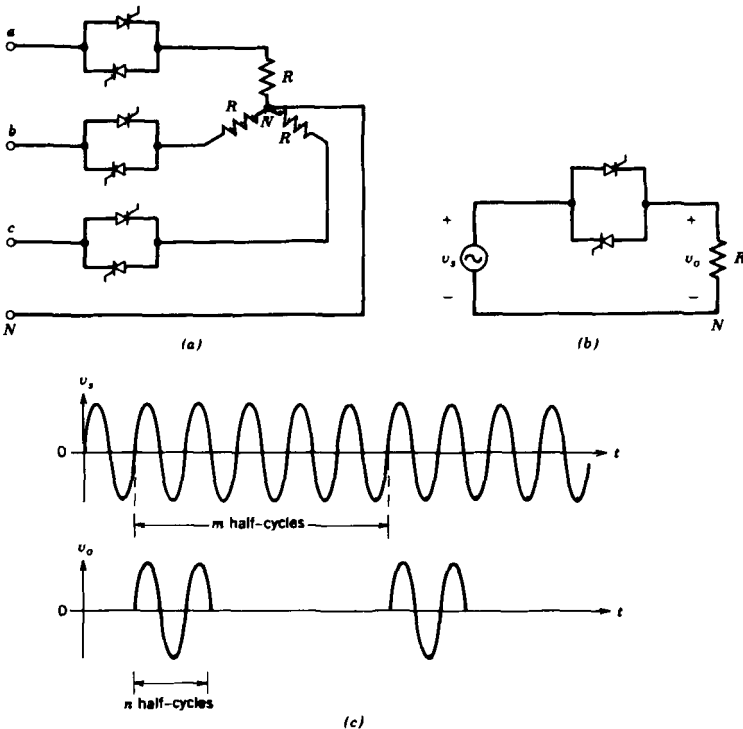 a
R
b
R
N
R
c
N
(a)
+
+
v_s
v_o
R
−
−
N
(b)
v_s
0
t
m half-cycles
v_o
0
t
n half-cycles
(c)